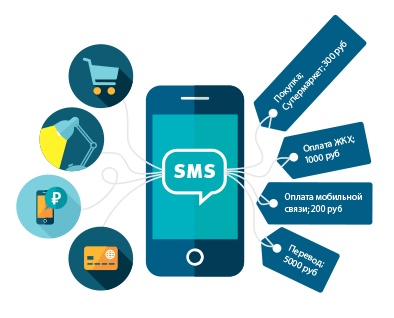 SMS
Покупка;
Супермаркет; 300 руб
Оплата ЖКХ;
1000 руб
Оплата мобильной
связи; 200 руб
Перевод;
5000 руб
₽